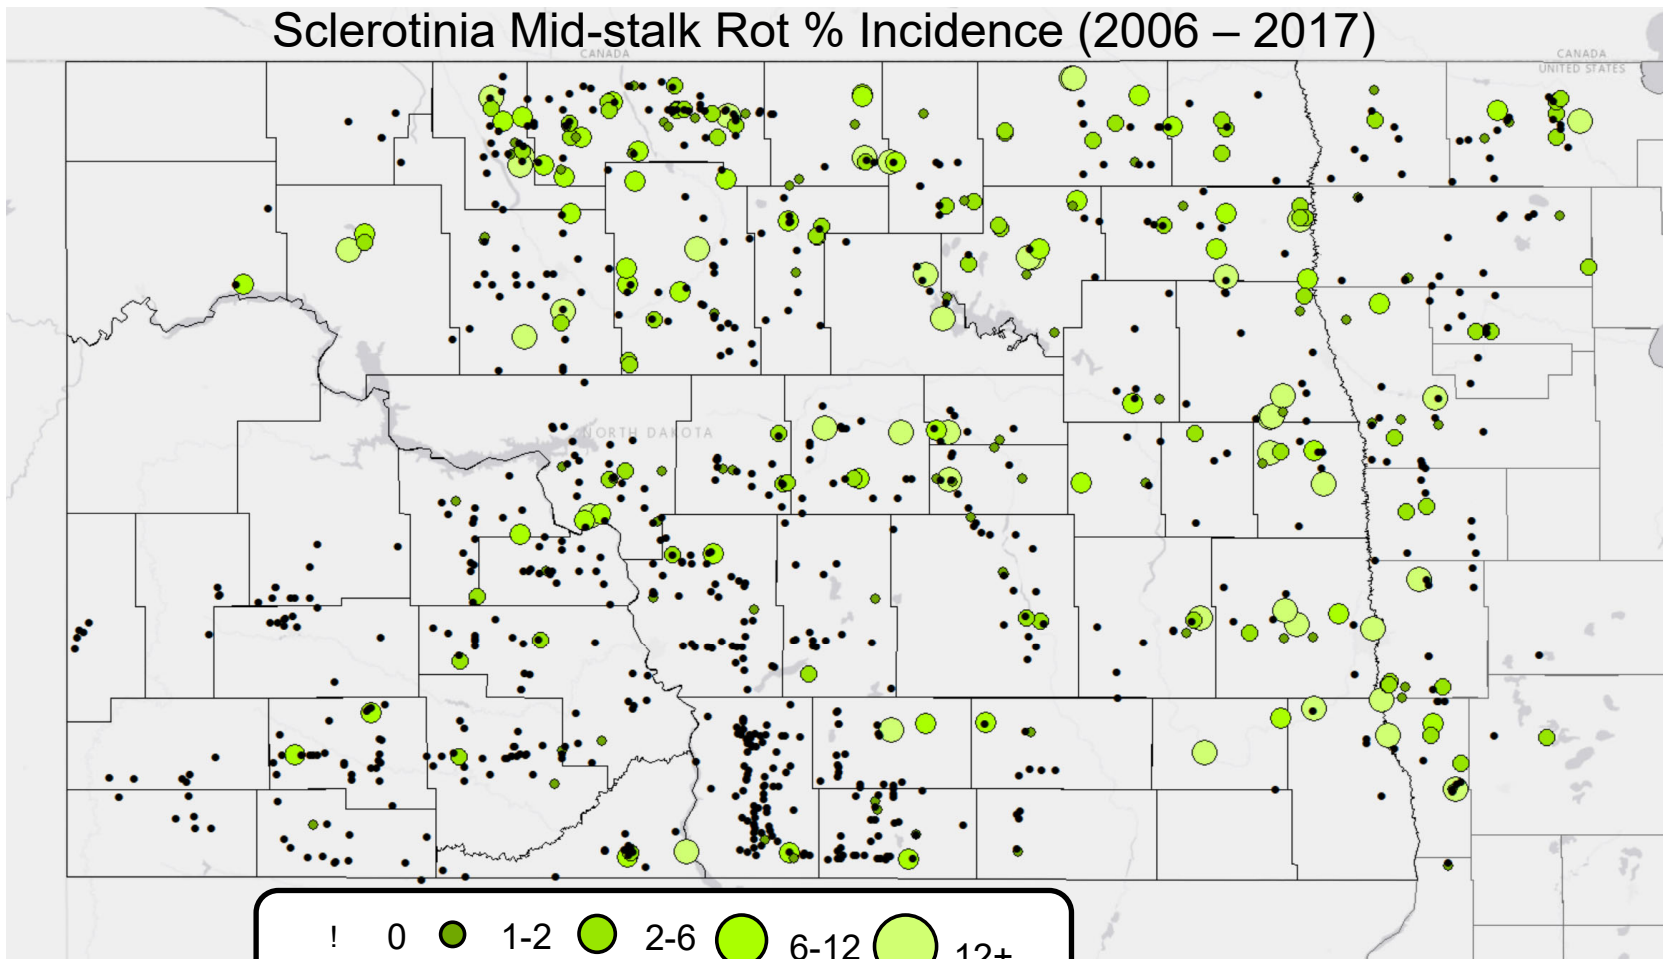 Sclerotinia Mid-stalk Rot % Incidence (2006 – 2017)
CANADA
CANADA
UNITED STATES
NORTH DAKOTA
! 0 1-2 2-6 6-12 12+